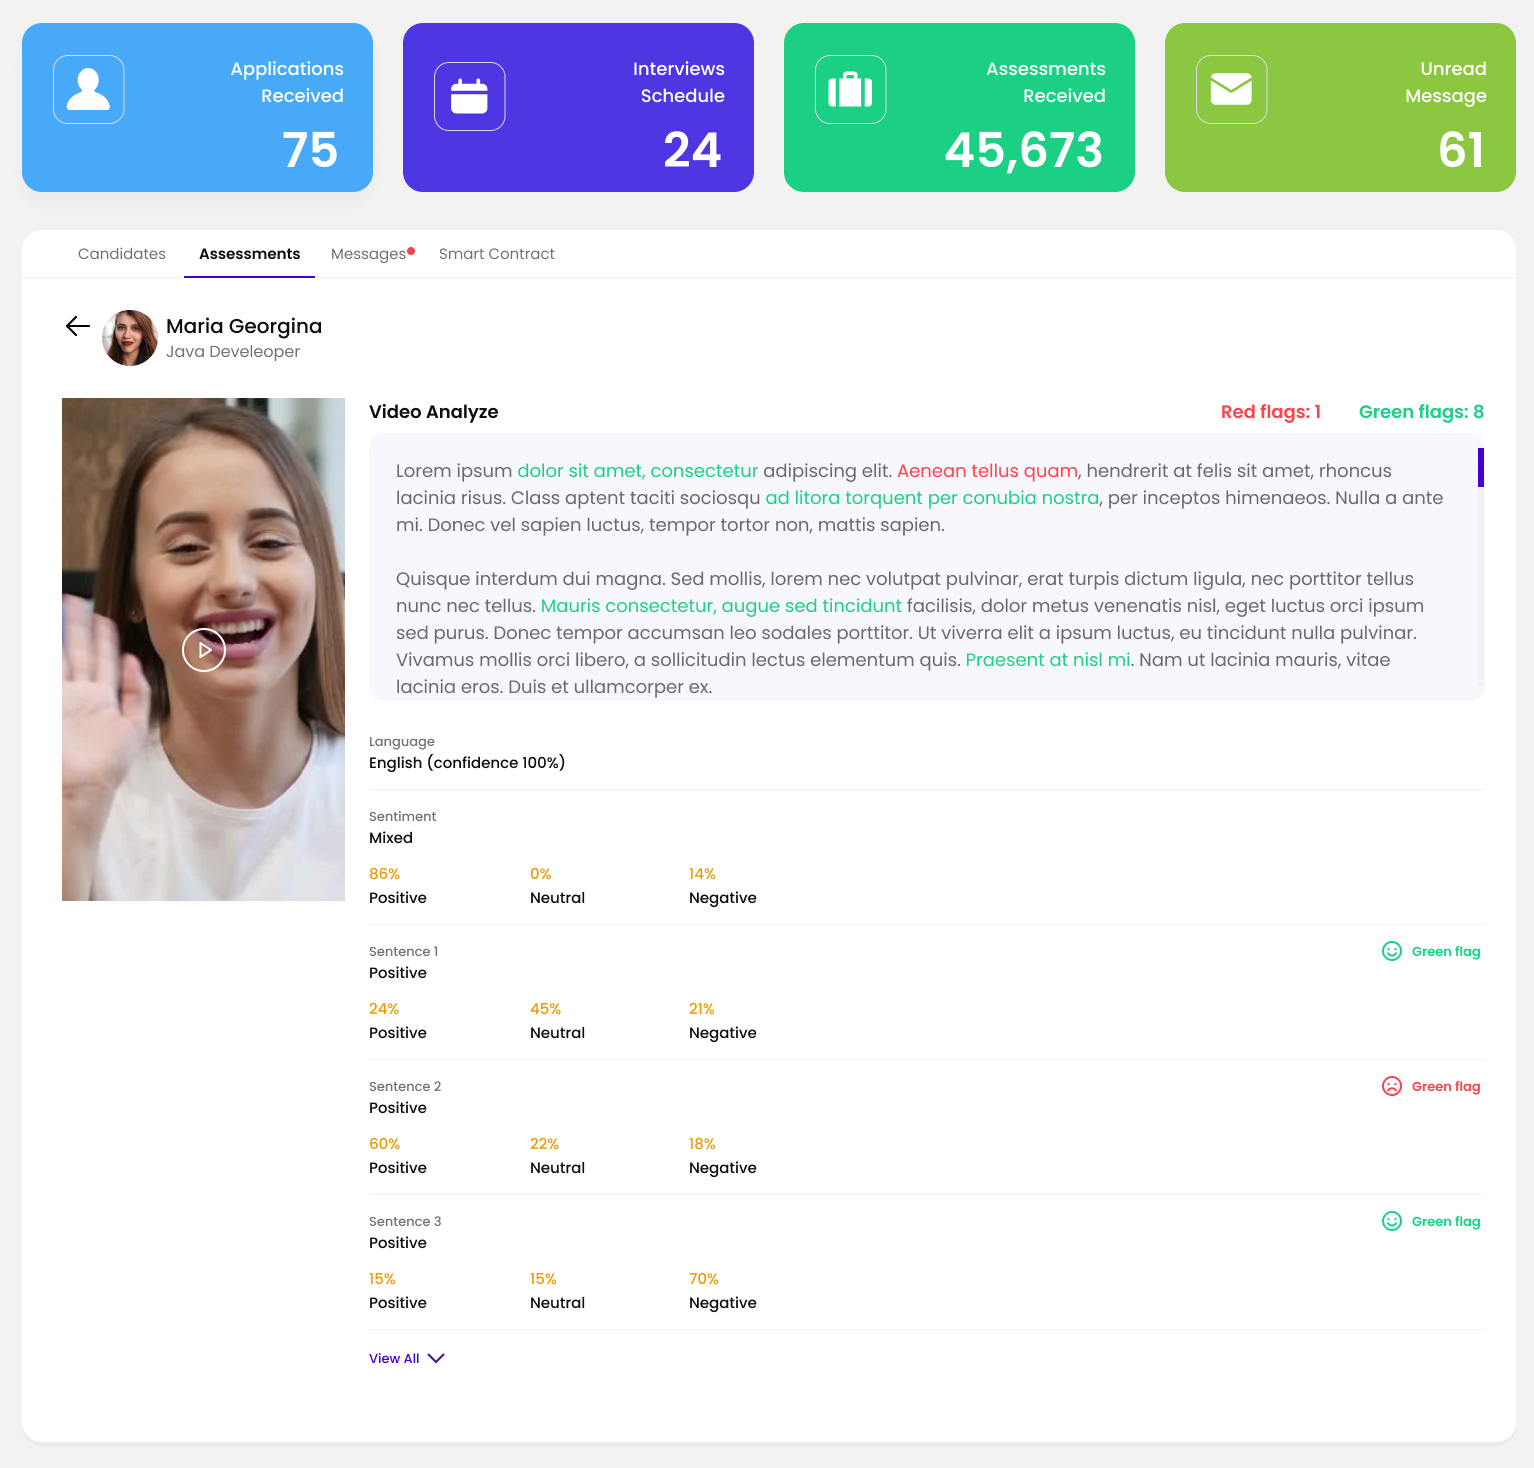 Applications
Received
75
Interviews
Schedule
24
Assessments
Received
45,673
Unread
Message
61
Candidates Assessments Messages Smart Contract
Maria Georgina
Java Develeoper
Video Analyze Red flags: 1 Green flags: 8
Lorem ipsum dolor sit amet, consectetur adipiscing elit. Aenean tellus quam, hendrerit at felis sit amet, rhoncus
lacinia risus. Class aptent taciti sociosqu ad litora torquent per conubia nostra, per inceptos himenaeos. Nulla a ante
mi. Donec vel sapien luctus, tempor tortor non, mattis sapien.
Quisque interdum dui magna. Sed mollis, lorem nec volutpat pulvinar, erat turpis dictum ligula, nec porttitor tellus
nunc nec tellus. Mauris consectetur, augue sed tincidunt facilisis, dolor metus venenatis nisl, eget luctus orci ipsum
sed purus. Donec tempor accumsan leo sodales porttitor. Ut viverra elit a ipsum luctus, eu tincidunt nulla pulvinar.
Vivamus mollis orci libero, a sollicitudin lectus elementum quis. Praesent at nisl mi. Nam ut lacinia mauris, vitae
lacinia eros. Duis et ullamcorper ex.
Language
English (confidence 100%)
Sentiment
Mixed
86% 0% 14%
Positive Neutral Negative
Sentence 1 Green flag
Positive
24% 45% 21%
Positive Neutral Negative
Sentence 2 Green flag
Positive
60% 22% 18%
Positive Neutral Negative
Sentence 3 Green flag
Positive
15% 15% 70%
Positive Neutral Negative
View All